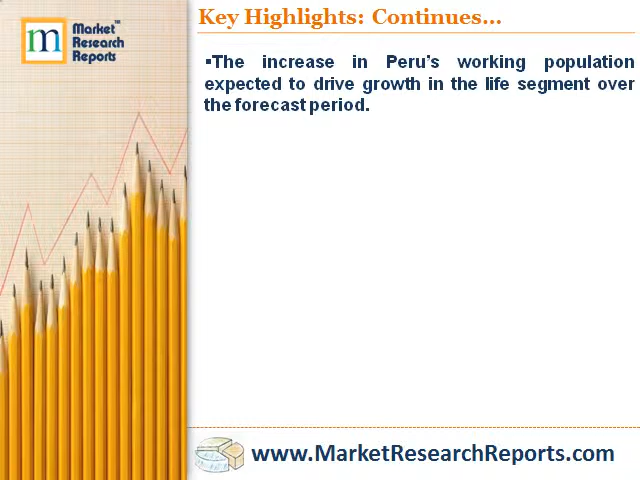 Market
Research
Reports
™
m
Key Highlights: Continues...
▪The increase in Peru's working population
expected to drive growth in the life segment over
the forecast period.
www.MarketResearchReports.com